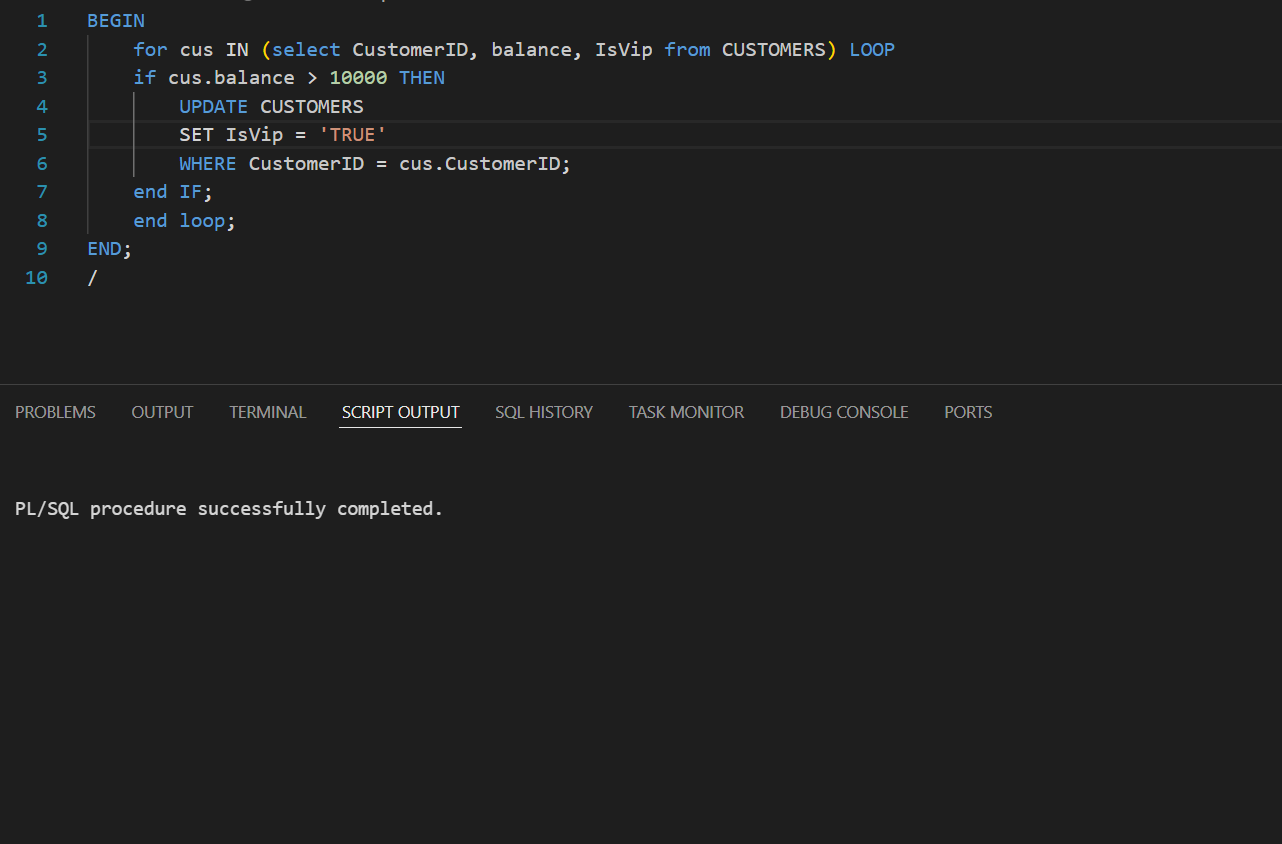 1 BEGIN
2 for cus IN (select CustomerID, balance, IsVip from CUSTOMERS) LOOP
3 if cus.balance > 10000 THEN
4 UPDATE CUSTOMERS
5 SET IsVip = 'TRUE'
6 WHERE CustomerID = cus.CustomerID;
7 end IF;
8 end loop;
9 END;
10 /
PROBLEMS OUTPUT TERMINAL SCRIPT OUTPUT SQL HISTORY TASK MONITOR DEBUG CONSOLE PORTS
PL/SQL procedure successfully completed.